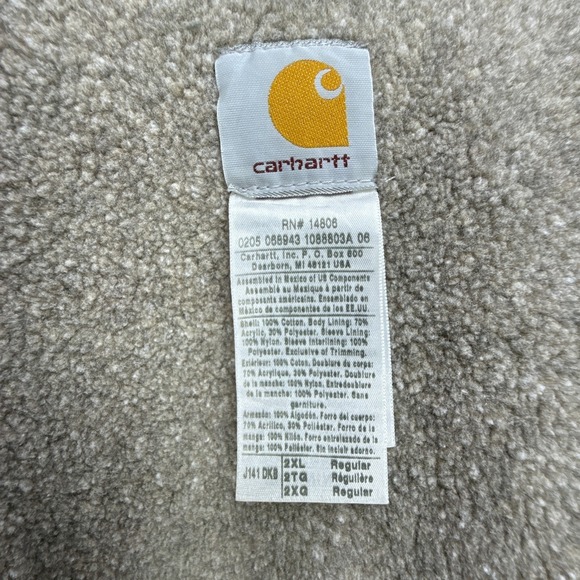 carhartt
RN# 14806
0205 068943 1088803A 06
Carhartt, Inc. P. O. Box 600
Dearborn, MI 48121 USA
Assembled in Mexico of US Components
Assemblé au Mexique à partir de
composants américains. Ensamblado en
México de componentes de los EE.UU.
Shell: 100% Cotton. Body Lining: 70%
Acrylic, 30% Polyester. Sleeve Lining:
100% Nylon. Sleeve Interlining: 100%
Polyester. Exclusive of Trimming.
Extérieur: 100% Coton. Doublure du corps:
70% Acrylique, 30% Polyester. Doublure
de la manche: 100% Nylon. Entredoublure
de la manche: 100% Polyester. Sans
garniture.
Armazón: 100% Algodón. Forro del cuerpo:
70% Acrílico, 30% Poliéster. Forro de la
manga: 100% Nilón. Forro entrelazado de la
manga: 100% Poliéster. Sin incluir adorno.
J141 DKB
2XL Regular
2TG Régulière
2XG Regular